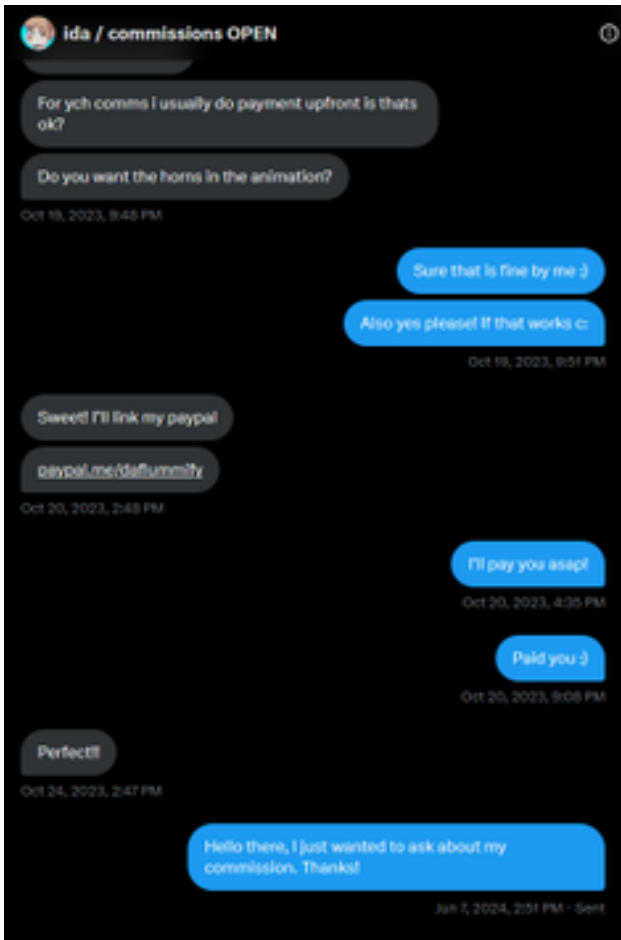 ida / commissions OPEN
For ych comms i usually do payment upfront is thats
ok?
Do you want the horns in the animation?
Oct 19, 2023, 9:48 PM
Sure that is fine by me :)
Also yes please! If that works c:
Oct 19, 2023, 9:51 PM
Sweet! I'll link my paypal
paypal.me/daflummify
Oct 20, 2023, 2:48 PM
I'll pay you asap!
Oct 20, 2023, 4:35 PM
Paid you :)
Oct 20, 2023, 9:08 PM
Perfect!!
Oct 24, 2023, 2:47 PM
Hello there, I just wanted to ask about my
commission. Thanks!
Jun 7, 2024, 2:51 PM · Sent